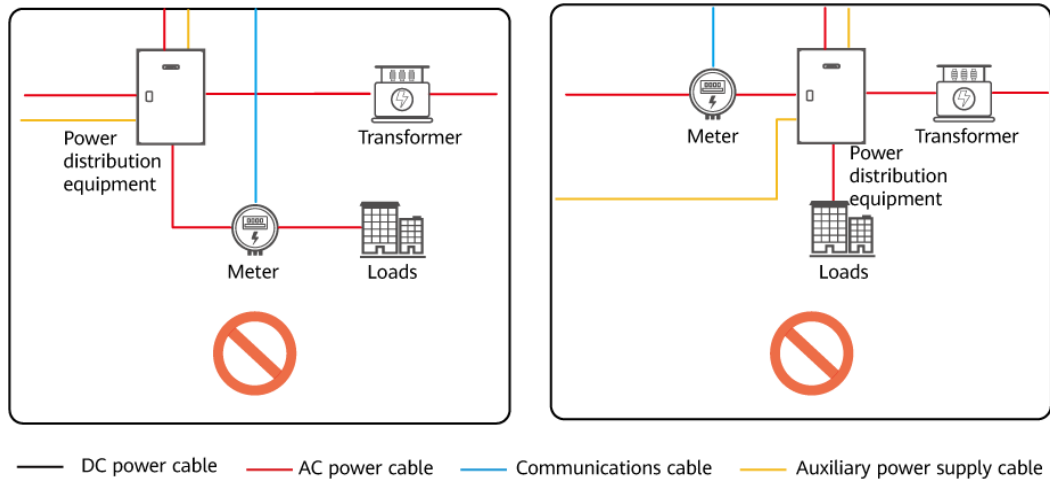 Transformer
Power
distribution
equipment
Meter
Loads
Meter
Transformer
Power
distribution
equipment
Loads
DC power cable
AC power cable
Communications cable
Auxiliary power supply cable